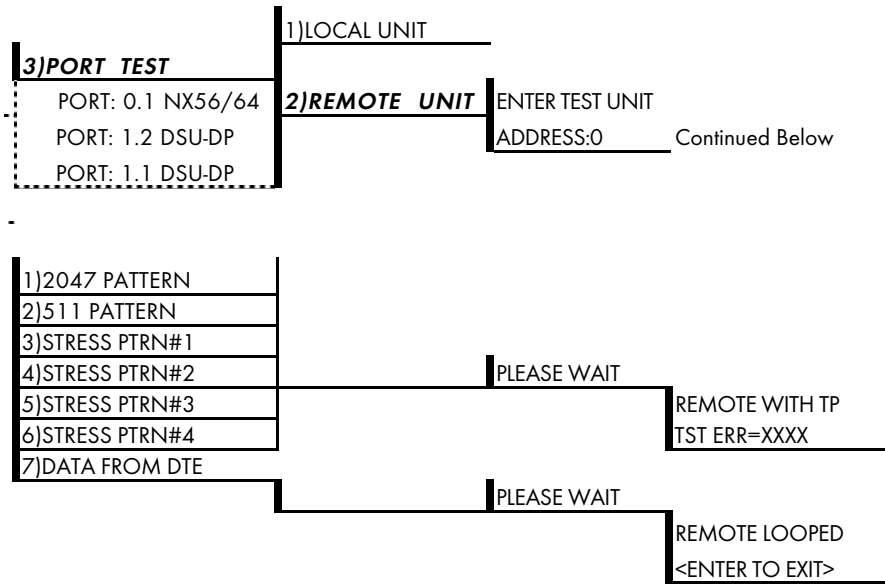 1)LOCAL UNIT
3)PORT TEST
PORT: 0.1 NX56/64
2)REMOTE UNIT
ENTER TEST UNIT
PORT: 1.2 DSU-DP
ADDRESS:0
Continued Below
PORT: 1.1 DSU-DP
1)2047 PATTERN
2)511 PATTERN
3)STRESS PTRN#1
4)STRESS PTRN#2
PLEASE WAIT
5)STRESS PTRN#3
REMOTE WITH TP
6)STRESS PTRN#4
TST ERR=XXXX
7)DATA FROM DTE
PLEASE WAIT
REMOTE LOOPED
<ENTER TO EXIT>